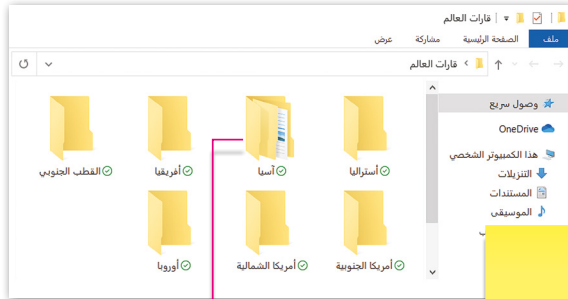 قارات العالم
ملف الصفحة الرئيسية مشاركة عرض
قارات العالم
وصول سريع
OneDrive
هذا الكمبيوتر الشخصي
التنزيلات
المستندات
الموسيقى
أستراليا آسيا أفريقيا القطب الجنوبي
أمريكا الجنوبية أمريكا الشمالية أوروبا